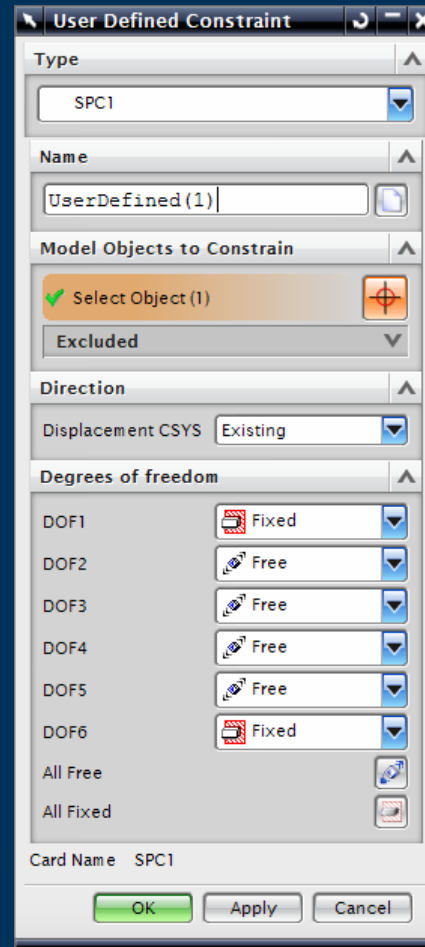 User Defined Constraint
Type
SPC1
Name
UserDefined(1)
Model Objects to Constrain
Select Object (1)
Excluded
Direction
Displacement CSYS Existing
Degrees of freedom
DOF1 Fixed
DOF2 Free
DOF3 Free
DOF4 Free
DOF5 Free
DOF6 Fixed
All Free
All Fixed
Card Name SPC1
OK Apply Cancel